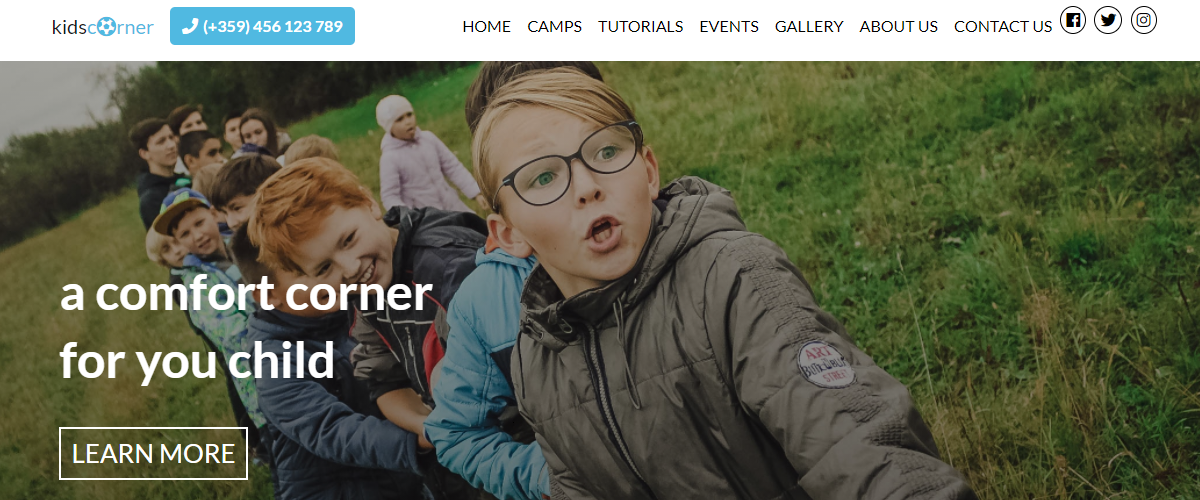 kidscorner
(+359) 456 123 789
HOME CAMPS TUTORIALS EVENTS GALLERY ABOUT US CONTACT US
a comfort corner
for you child
LEARN MORE